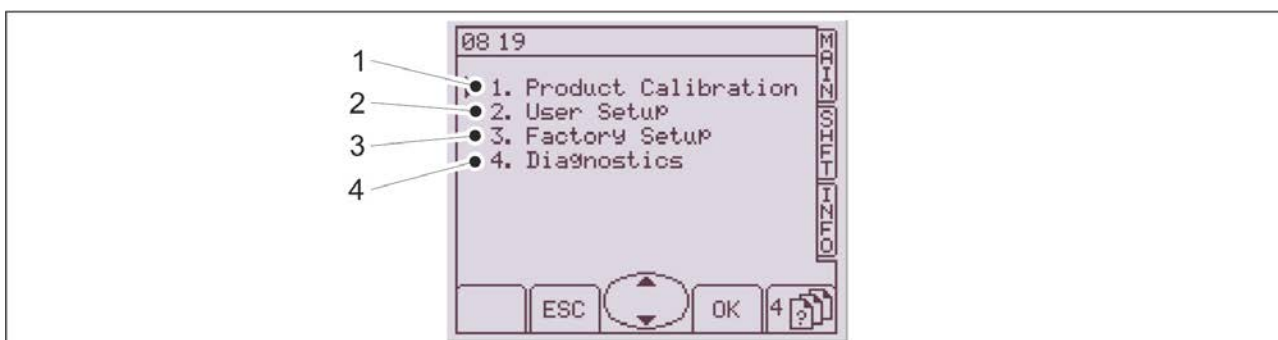 08 19
1
2
3
4
1. Product Calibration
2. User Setup
3. Factory Setup
4. Diagnostics
MAIN
SHFT
INFO
ESC
OK
4
?